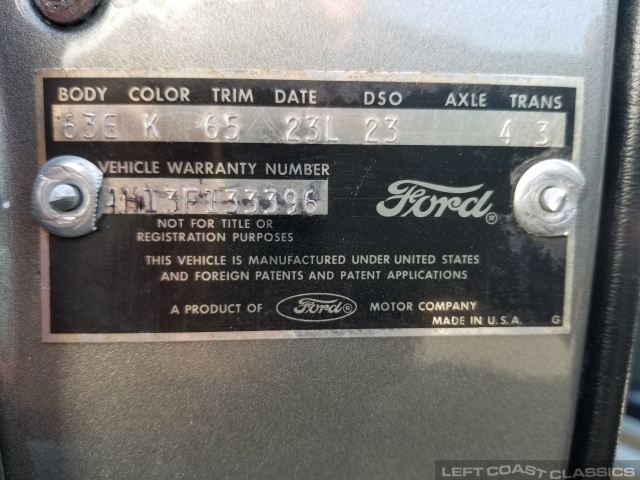 BODY COLOR TRIM DATE DSO AXLE TRANS
63E K 65 23L 23 4 3
VEHICLE WARRANTY NUMBER
4H13FT33396
Ford®
NOT FOR TITLE OR
REGISTRATION PURPOSES
THIS VEHICLE IS MANUFACTURED UNDER UNITED STATES
AND FOREIGN PATENTS AND PATENT APPLICATIONS
A PRODUCT OF Ford® MOTOR COMPANY
MADE IN U.S.A. G
LEFT COAST CLASSICS